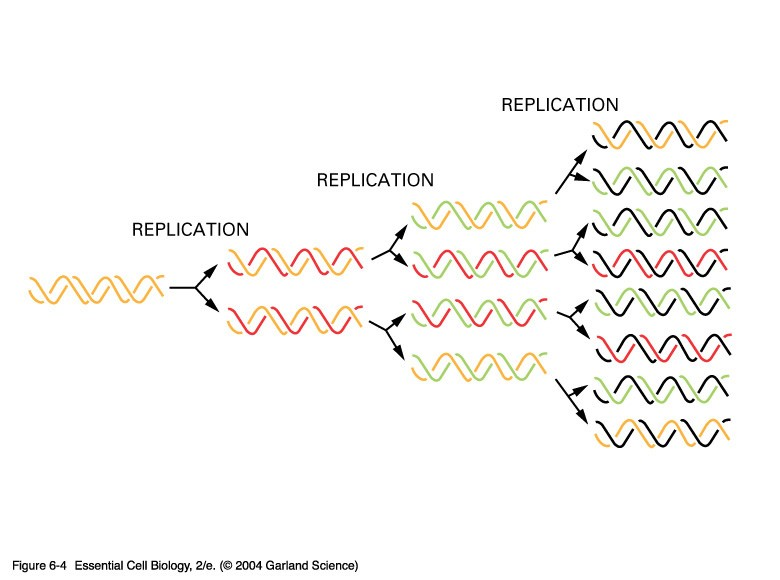 REPLICATION
REPLICATION
REPLICATION
Figure 6-4 Essential Cell Biology, 2/e. (© 2004 Garland Science)